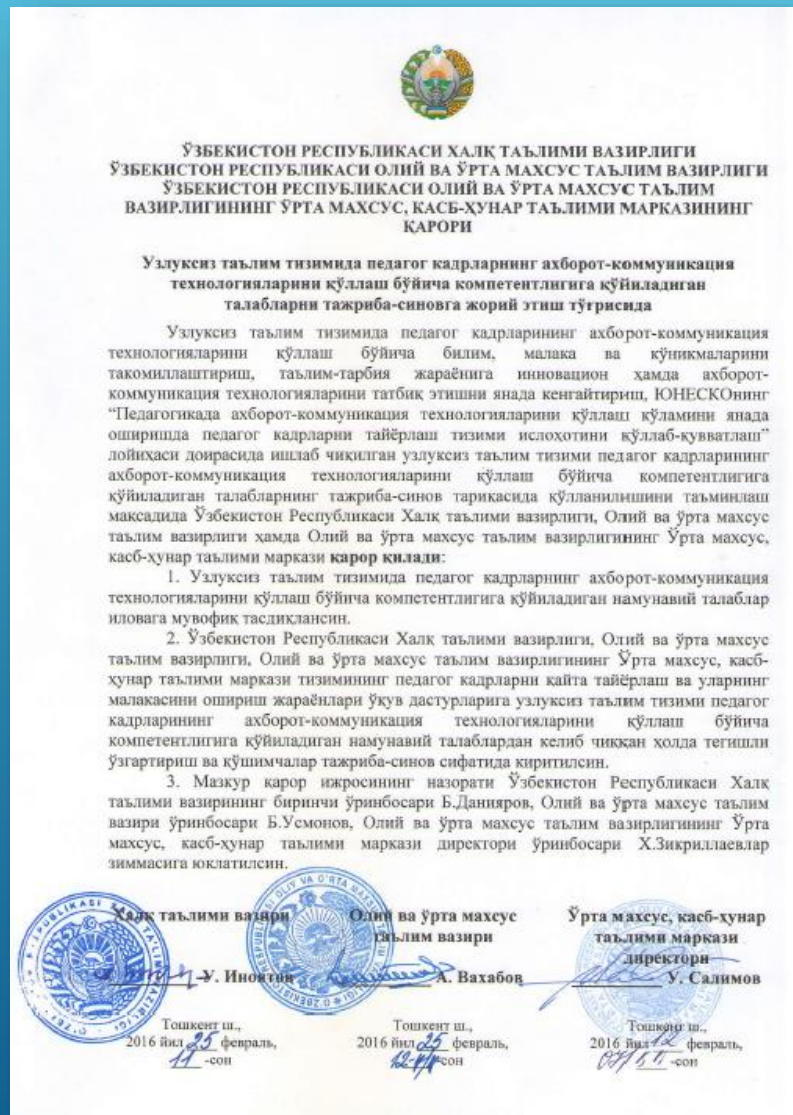 ЎЗБЕКИСТОН РЕСПУБЛИКАСИ ХАЛҚ ТАЪЛИМИ ВАЗИРЛИГИ
ЎЗБЕКИСТОН РЕСПУБЛИКАСИ ОЛИЙ ВА ЎРТА МАХСУС ТАЪЛИМ ВАЗИРЛИГИ
ЎЗБЕКИСТОН РЕСПУБЛИКАСИ ОЛИЙ ВА ЎРТА МАХСУС ТАЪЛИМ
ВАЗИРЛИГИНИНГ ЎРТА МАХСУС, КАСБ-ҲУНАР ТАЪЛИМИ МАРКАЗИНИНГ
ҚАРОРИ
Узлуксиз таълим тизимида педагог кадрларнинг ахборот-коммуникация
технологияларини қўллаш бўйича компетентлигига қўйиладиган
талабларни тажриба-синовга жорий этиш тўғрисида
Узлуксиз таълим тизимида педагог кадрларининг ахборот-коммуникация
технологияларини қўллаш бўйича билим, малака ва кўникмаларини
такомиллаштириш, таълим-тарбия жараёнига инновацион ҳамда ахборот-
коммуникация технологияларини татбиқ этишни янада кенгайтириш, ЮНЕСКОнинг
“Педагогикада ахборот-коммуникация технологияларини қўллаш кўламини янада
оширишда педагог кадрларни тайёрлаш тизими ислоҳотини қўллаб-қувватлаш”
лойиҳаси доирасида ишлаб чиқилган узлуксиз таълим тизими педагог кадрларининг
ахборот-коммуникация технологияларини қўллаш бўйича компетентлигига
қўйиладиган талабларнинг тажриба-синов тариқасида қўлланилишини таъминлаш
мақсадида Ўзбекистон Республикаси Халқ таълими вазирлиги, Олий ва ўрта махсус
таълим вазирлиги ҳамда Олий ва ўрта махсус таълим вазирлигининг Ўрта махсус,
касб-ҳунар таълими маркази қарор қилади:
1. Узлуксиз таълим тизимида педагог кадрларнинг ахборот-коммуникация
технологияларини қўллаш бўйича компетентлигига қўйиладиган намунавий талаблар
иловага мувофиқ тасдиқлансин.
2. Ўзбекистон Республикаси Халқ таълими вазирлиги, Олий ва ўрта махсус
таълим вазирлиги, Олий ва ўрта махсус таълим вазирлигининг Ўрта махсус, касб-
ҳунар таълими маркази тизимининг педагог кадрларни қайта тайёрлаш ва уларнинг
малакасини ошириш жараёнлари ўқув дастурларига узлуксиз таълим тизими педагог
кадрларининг ахборот-коммуникация технологияларини қўллаш бўйича
компетентлигига қўйиладиган намунавий талаблардан келиб чиққан ҳолда тегишли
ўзгартириш ва қўшимчалар тажриба-синов сифатида киритилсин.
3. Мазкур қарор ижросининг назорати Ўзбекистон Республикаси Халқ
таълими вазирининг биринчи ўринбосари Б.Данияров, Олий ва ўрта махсус таълим
вазири ўринбосари Б.Усмонов, Олий ва ўрта махсус таълим вазирлигининг Ўрта
махсус, касб-ҳунар таълими маркази директори ўринбосари Х.Зикриллаевлар
зиммасига юклатилсин.
Халқ таълими вазири
У. Иноятов
Тошкент ш.,
2016 йил 25 февраль,
11 -сон
Олий ва ўрта махсус
таълим вазири
А. Вахабов
Тошкент ш.,
2016 йил 25 февраль,
-сон
Ўрта махсус, касб-ҳунар
таълими маркази
директори
У. Салимов
Тошкент ш.,
2016 йил 12 февраль,
-сон